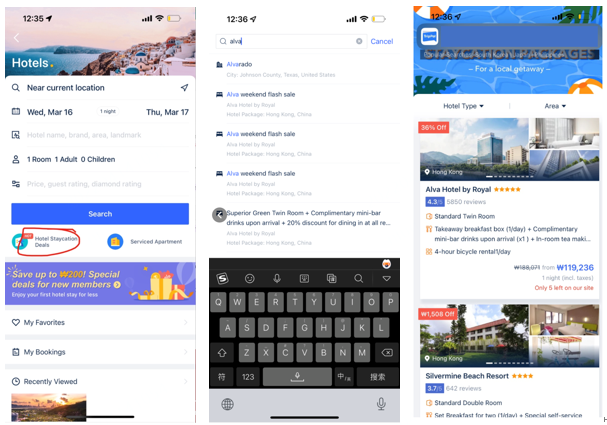 12:35
Hotels.
Near current location
Wed, Mar 16
1 night
Thu, Mar 17
Hotel name, brand, area, landmark
1 Room 1 Adult 0 Children
Price, guest rating, diamond rating
Search
Hotel Staycation
Deals
Serviced Apartment
Save up to ₩200! Special
deals for new members
Enjoy your first hotel stay for less
My Favorites
My Bookings
Recently Viewed
12:36
alva
Cancel
Alvarado
City: Johnson County, Texas, United States
Alva weekend flash sale
Alva Hotel by Royal
Hotel Package: Hong Kong, China
Alva weekend flash sale
Alva Hotel by Royal
Hotel Package: Hong Kong, China
Alva weekend flash sale
Alva Hotel by Royal
Hotel Package: Hong Kong, China
Superior Green Twin Room + Complimentary mini-bar
drinks upon arrival + 20% discount for dining in at all re...
Alva Hotel by Royal
Hotel Package: Hong Kong, China
Q W E R T Y U I O P
A S D F G H J K L
Z X C V B N M
符
123
中
搜索
12:36
PACKAGES
– For a local getaway –
Hotel Type
Area
36% Off
Hong Kong
Alva Hotel by Royal
4.3/5 5850 reviews
Standard Twin Room
Takeaway breakfast box (1/day) + Complimentary
mini-bar drinks upon arrival (x1 ) + In-room tea maki...
4-hour bicycle rental1/day
₩188,971 from ₩119,236
1 night (incl. taxes)
Only 5 left on our site
₩1,508 Off
Hong Kong
Silvermine Beach Resort
3.7/5 642 reviews
Standard Double Room
Set Breakfast for two (1/day) + Special self-service
H